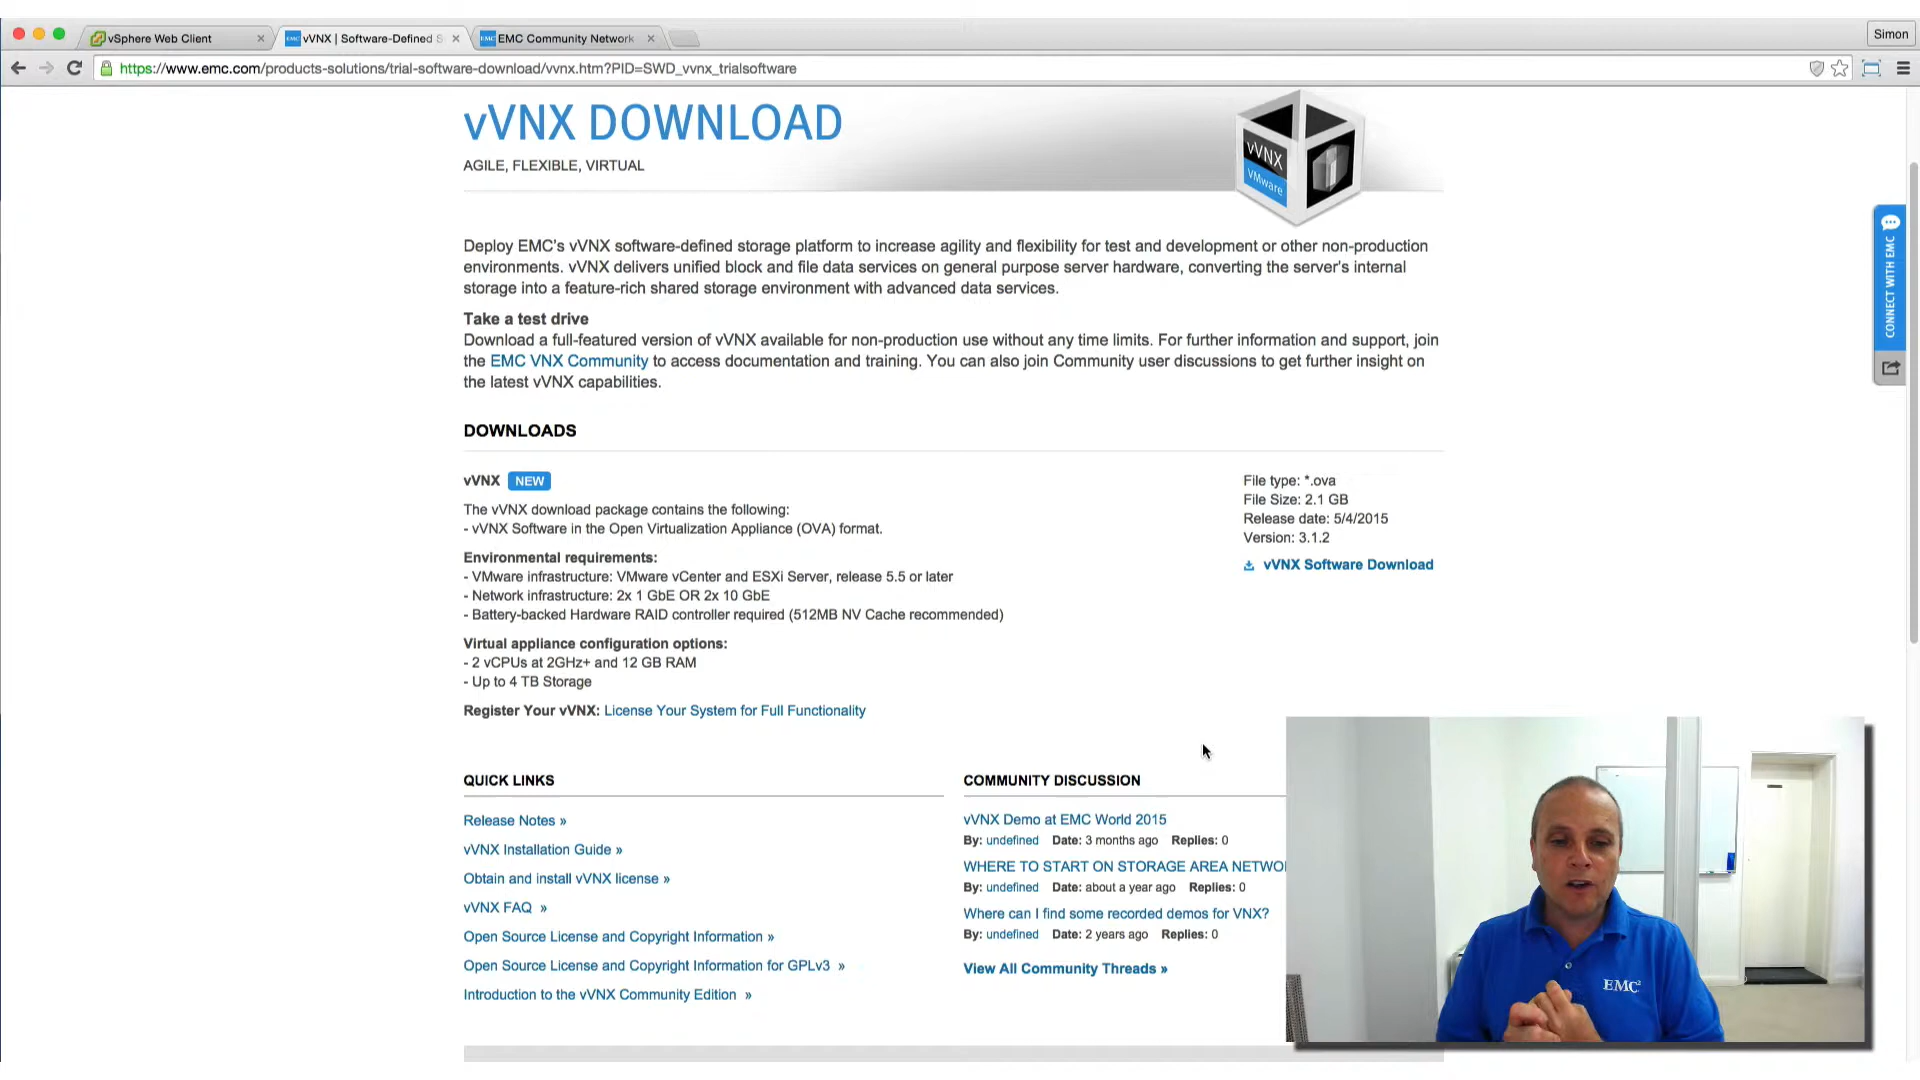 vSphere Web Client
vVNX | Software-Defined S
EMC Community Network
Simon
https://www.emc.com/products-solutions/trial-software-download/vvnx.htm?PID=SWD_vvnx_trialsoftware
vVNX DOWNLOAD
AGILE, FLEXIBLE, VIRTUAL
vVNX
VMware
Deploy EMC's vVNX software-defined storage platform to increase agility and flexibility for test and development or other non-production
environments. vVNX delivers unified block and file data services on general purpose server hardware, converting the server's internal
storage into a feature-rich shared storage environment with advanced data services.
CONNECT WITH EMC
Take a test drive
Download a full-featured version of vVNX available for non-production use without any time limits. For further information and support, join
the EMC VNX Community to access documentation and training. You can also join Community user discussions to get further insight on
the latest vVNX capabilities.
DOWNLOADS
vVNX NEW
The vVNX download package contains the following:
- vVNX Software in the Open Virtualization Appliance (OVA) format.
Environmental requirements:
- VMware infrastructure: VMware vCenter and ESXi Server, release 5.5 or later
- Network infrastructure: 2x 1 GbE OR 2x 10 GbE
- Battery-backed Hardware RAID controller required (512MB NV Cache recommended)
Virtual appliance configuration options:
- 2 vCPUs at 2GHz+ and 12 GB RAM
- Up to 4 TB Storage
Register Your vVNX: License Your System for Full Functionality
File type: *.ova
File Size: 2.1 GB
Release date: 5/4/2015
Version: 3.1.2
vVNX Software Download
QUICK LINKS
Release Notes »
vVNX Installation Guide »
Obtain and install vVNX license »
vVNX FAQ »
Open Source License and Copyright Information »
Open Source License and Copyright Information for GPLv3 »
Introduction to the vVNX Community Edition »
COMMUNITY DISCUSSION
vVNX Demo at EMC World 2015
By: undefined Date: 3 months ago Replies: 0
WHERE TO START ON STORAGE AREA NETWO
By: undefined Date: about a year ago Replies: 0
Where can I find some recorded demos for VNX?
By: undefined Date: 2 years ago Replies: 0
View All Community Threads »
EMC²